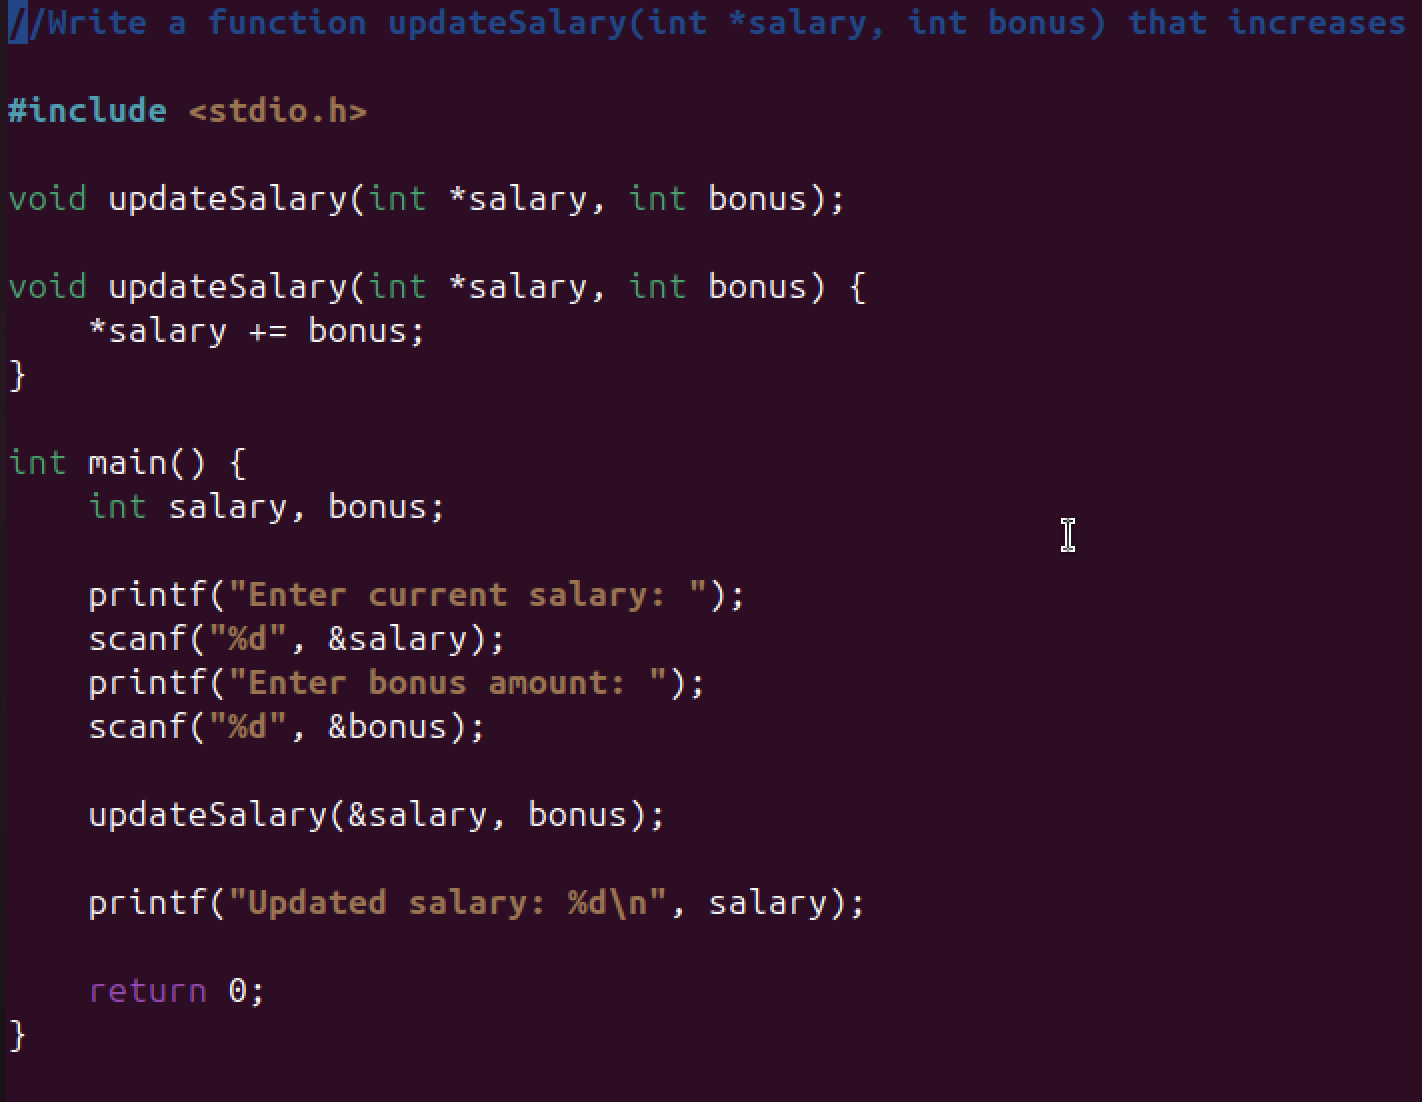 //Write a function updateSalary(int *salary, int bonus) that increases

#include <stdio.h>

void updateSalary(int *salary, int bonus);

void updateSalary(int *salary, int bonus) {
    *salary += bonus;
}

int main() {
    int salary, bonus;

    printf("Enter current salary: ");
    scanf("%d", &salary);
    printf("Enter bonus amount: ");
    scanf("%d", &bonus);

    updateSalary(&salary, bonus);

    printf("Updated salary: %d\n", salary);

    return 0;
}